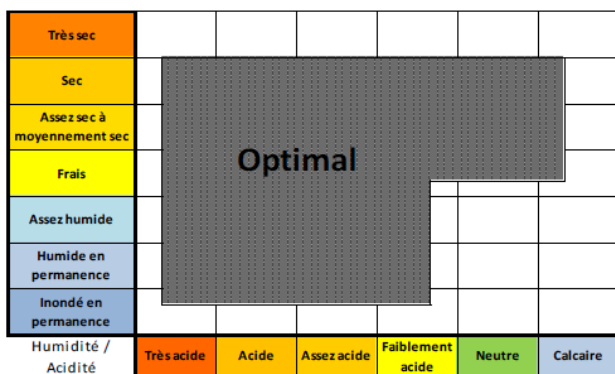 Très sec
Sec
Assez sec à
moyennement sec
Optimal
Frais
Assez humide
Humide en
permanence
Inondé en
permanence
Humidité /
Acidité
Très acide
Acide
Assez acide
Faiblement
acide
Neutre
Calcaire